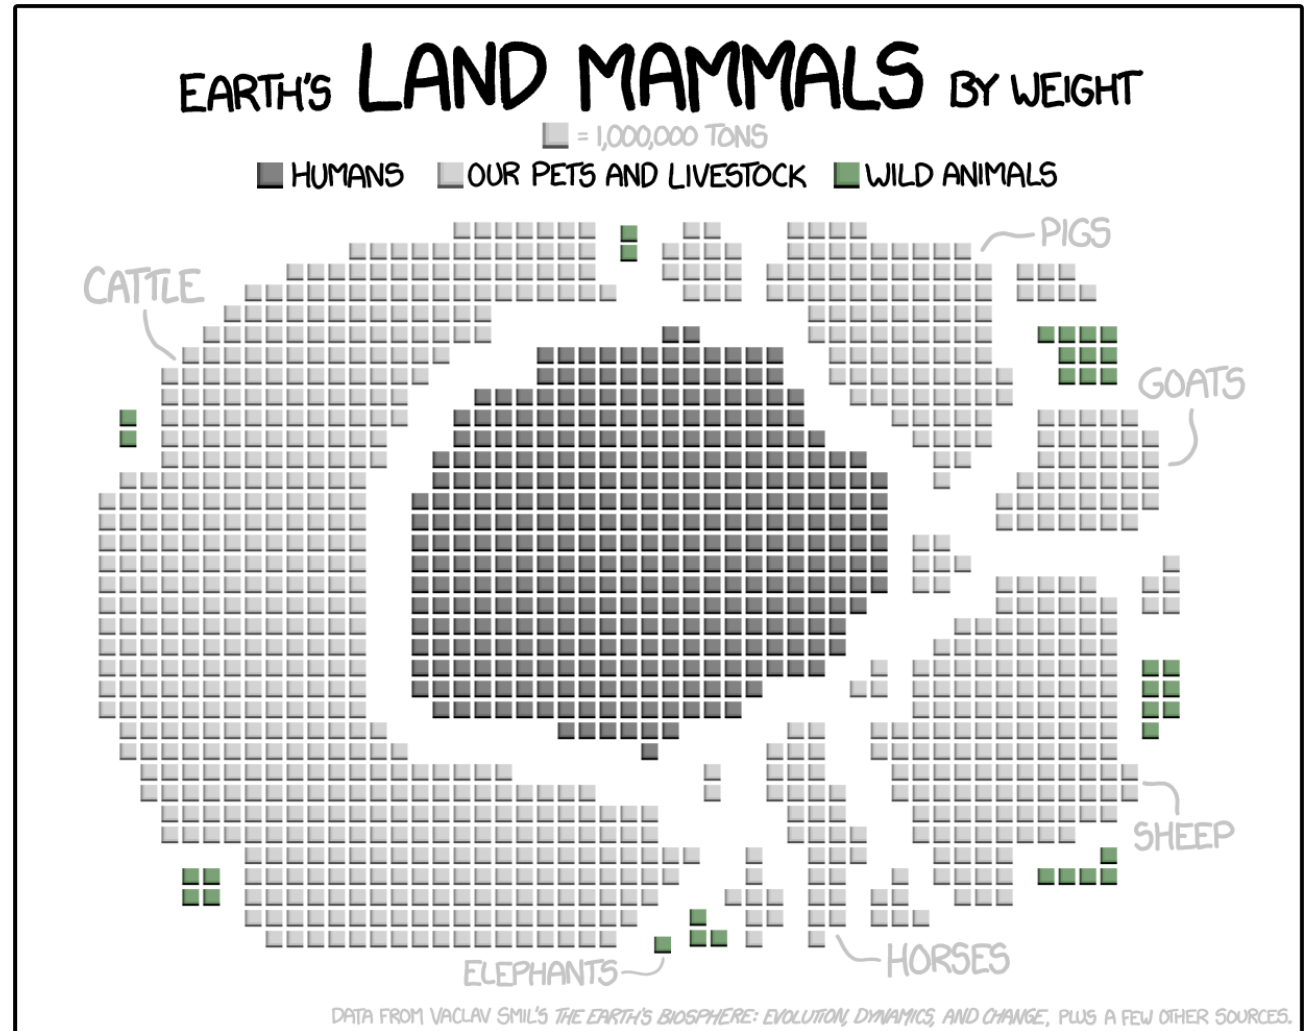 EARTH'S LAND MAMMALS BY WEIGHT
= 1,000,000 TONS
HUMANS OUR PETS AND LIVESTOCK WILD ANIMALS
PIGS
CATTLE
GOATS
SHEEP
HORSES
ELEPHANTS
DATA FROM VACLAV SMIL'S THE EARTH'S BIOSPHERE: EVOLUTION, DYNAMICS, AND CHANGE, PLUS A FEW OTHER SOURCES.